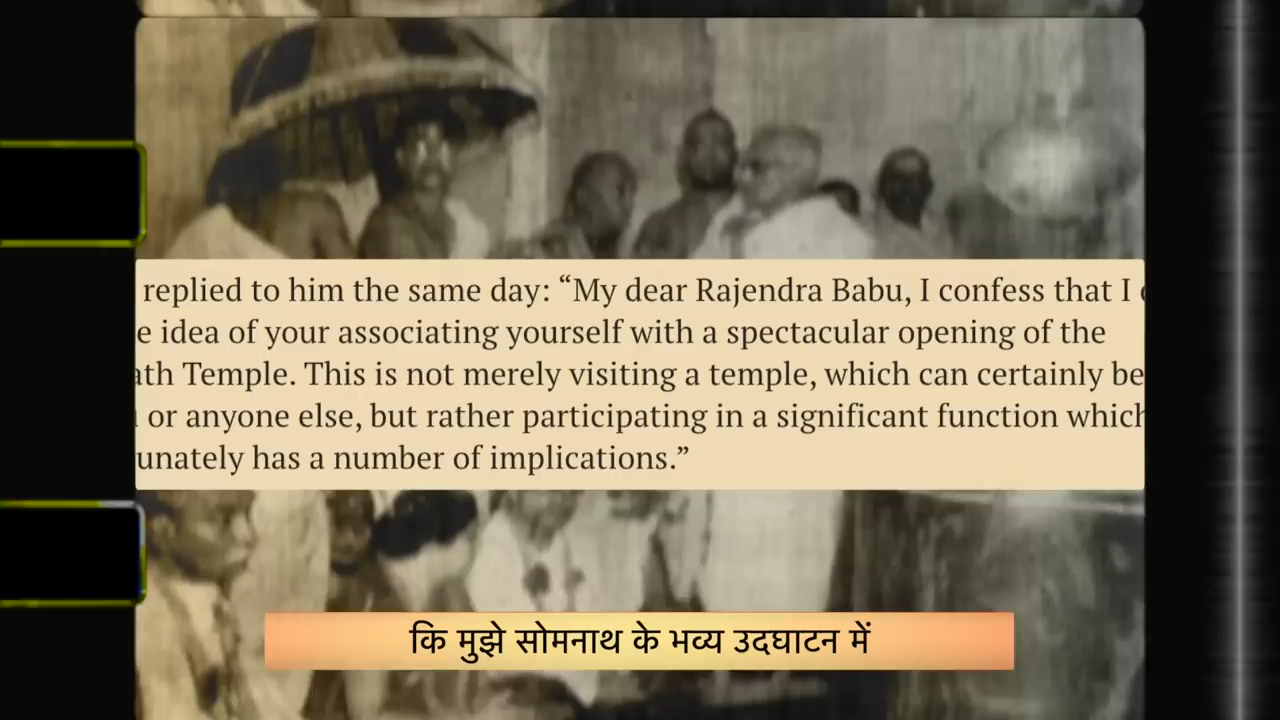 replied to him the same day: “My dear Rajendra Babu, I confess that I
idea of your associating yourself with a spectacular opening of the
Temple. This is not merely visiting a temple, which can certainly be
or anyone else, but rather participating in a significant function which
has a number of implications.”
कि मुझे सोमनाथ के भव्य उदघाटन में